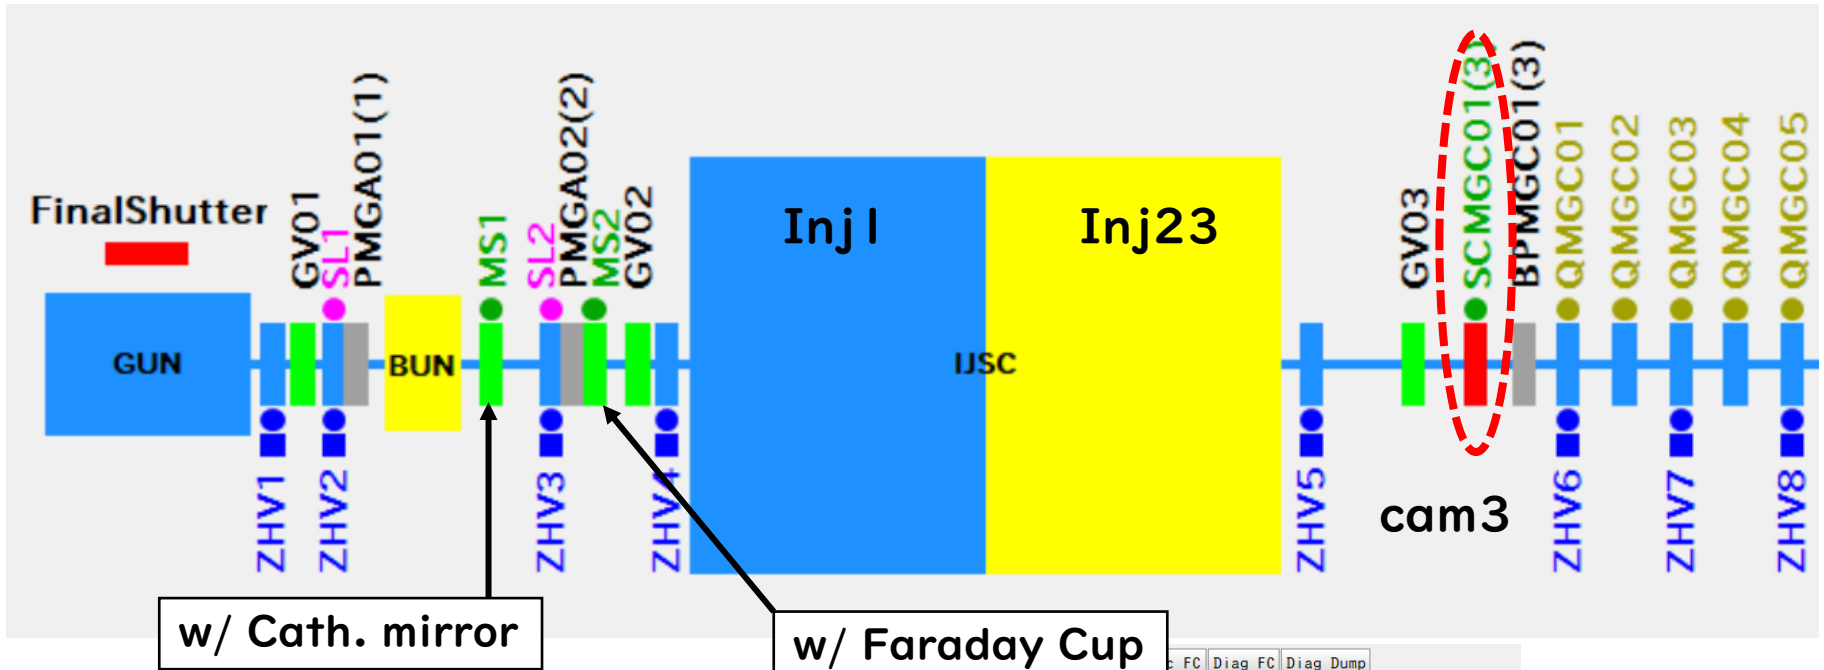 FinalShutter
GV01
SL1
PMGA01(1)
MS1
SL2
PMGA02(2)
MS2
GV02
Inj1
Inj23
GV03
SCMGC01(3)
BPMGC01(3)
QMGC01
QMGC02
QMGC03
QMGC04
QMGC05
GUN
BUN
IJSC
ZHV1
ZHV2
ZHV3
ZHV4
ZHV5
cam3
ZHV6
ZHV7
ZHV8
w/ Cath. mirror
w/ Faraday Cup
FC
Diag FC
Diag Dump